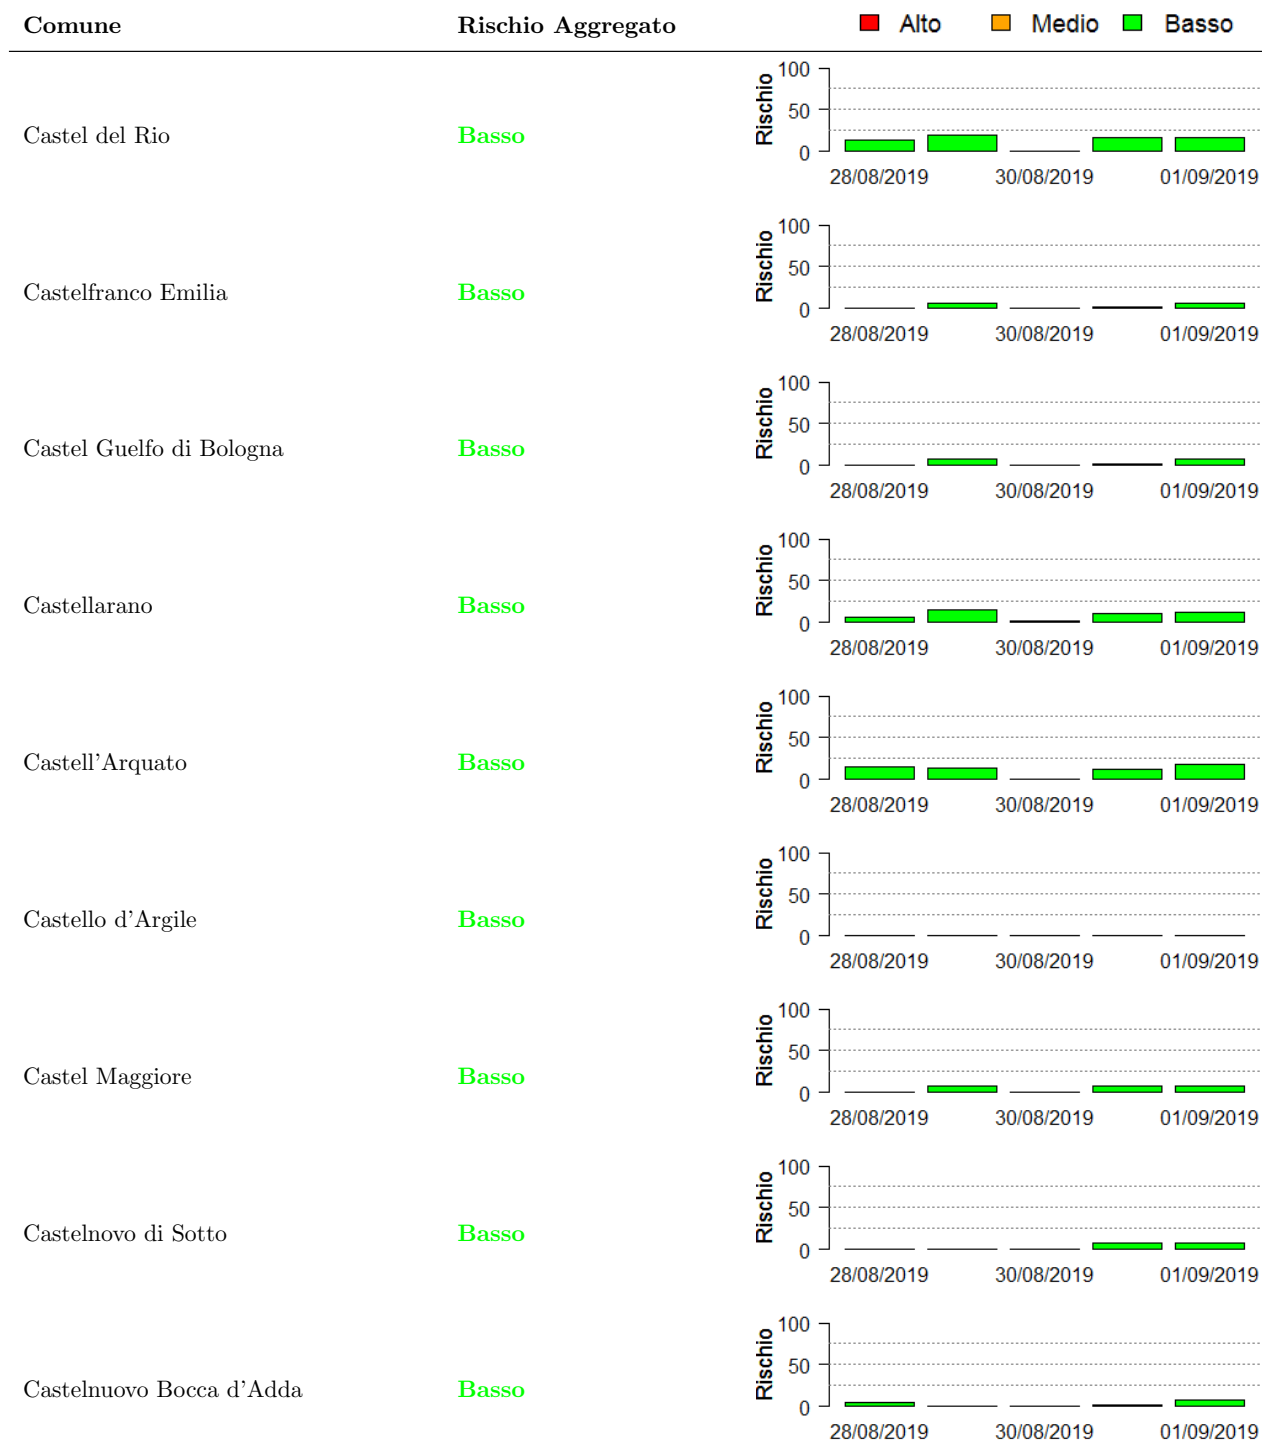 Comune Rischio Aggregato Alto Medio Basso
Castel del Rio Basso Rischio 100 50 0
28/08/2019 30/08/2019 01/09/2019
Castelfranco Emilia Basso Rischio 100 50 0
28/08/2019 30/08/2019 01/09/2019
Castel Guelfo di Bologna Basso Rischio 100 50 0
28/08/2019 30/08/2019 01/09/2019
Castellarano Basso Rischio 100 50 0
28/08/2019 30/08/2019 01/09/2019
Castell'Arquato Basso Rischio 100 50 0
28/08/2019 30/08/2019 01/09/2019
Castello d'Argile Basso Rischio 100 50 0
28/08/2019 30/08/2019 01/09/2019
Castel Maggiore Basso Rischio 100 50 0
28/08/2019 30/08/2019 01/09/2019
Castelnovo di Sotto Basso Rischio 100 50 0
28/08/2019 30/08/2019 01/09/2019
Castelnuovo Bocca d'Adda Basso Rischio 100 50 0
28/08/2019 30/08/2019 01/09/2019